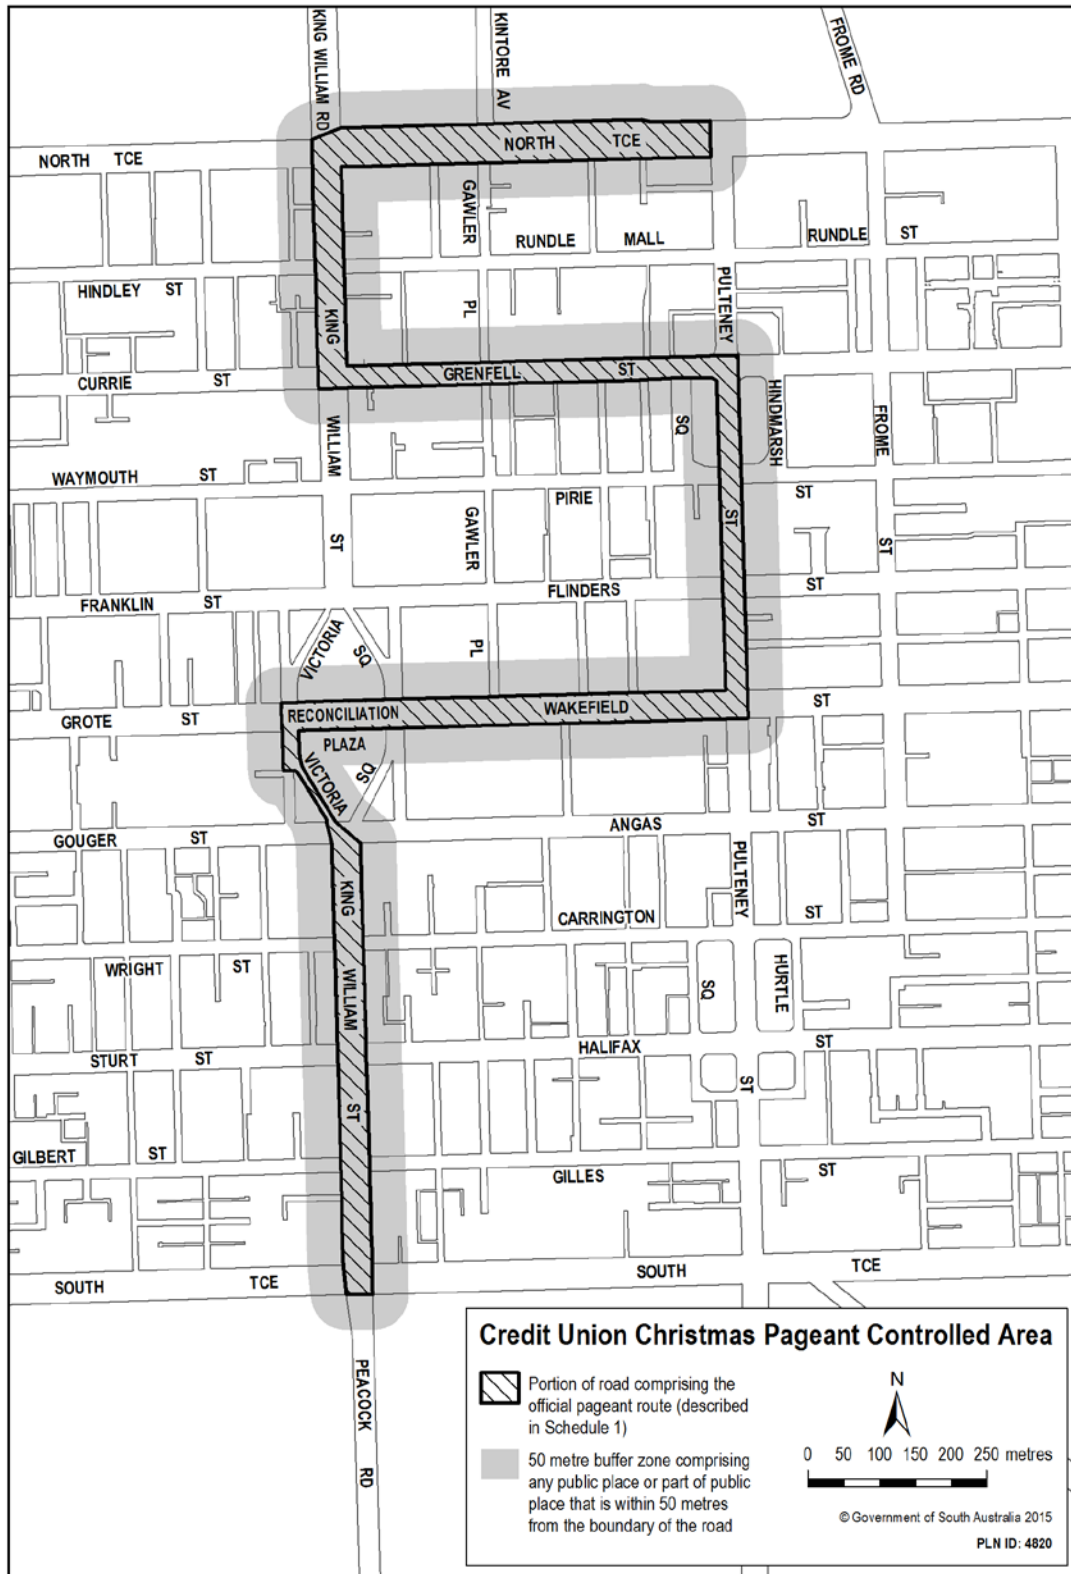 KING WILLIAM RD
KINTORE AV
FROME RD
NORTH TCE
NORTH TCE
GAWLER
RUNDLE MALL
RUNDLE ST
HINDLEY ST
KING
PL
PULTENEY
CURRIE ST
GRENFELL ST
WILLIAM
SQ
HINDMARSH
FROME
WAYMOUTH ST
PIRIE ST
ST
GAWLER
ST
ST
FRANKLIN ST
FLINDERS ST
VICTORIA SQ
PL
GROTE ST
RECONCILIATION
WAKEFIELD ST
PLAZA
VICTORIA SQ
GOUGER ST
ANGAS ST
KING
PULTENEY
CARRINGTON ST
WRIGHT ST
WILLIAM
SQ
HURTLE
STURT ST
HALIFAX ST
ST
ST
GILBERT ST
GILLES ST
SOUTH TCE
SOUTH TCE
PEACOCK RD
Credit Union Christmas Pageant Controlled Area
Portion of road comprising the
official pageant route (described
in Schedule 1)
50 metre buffer zone comprising
any public place or part of public
place that is within 50 metres
from the boundary of the road
N
0 50 100 150 200 250 metres
© Government of South Australia 2015
PLN ID: 4820